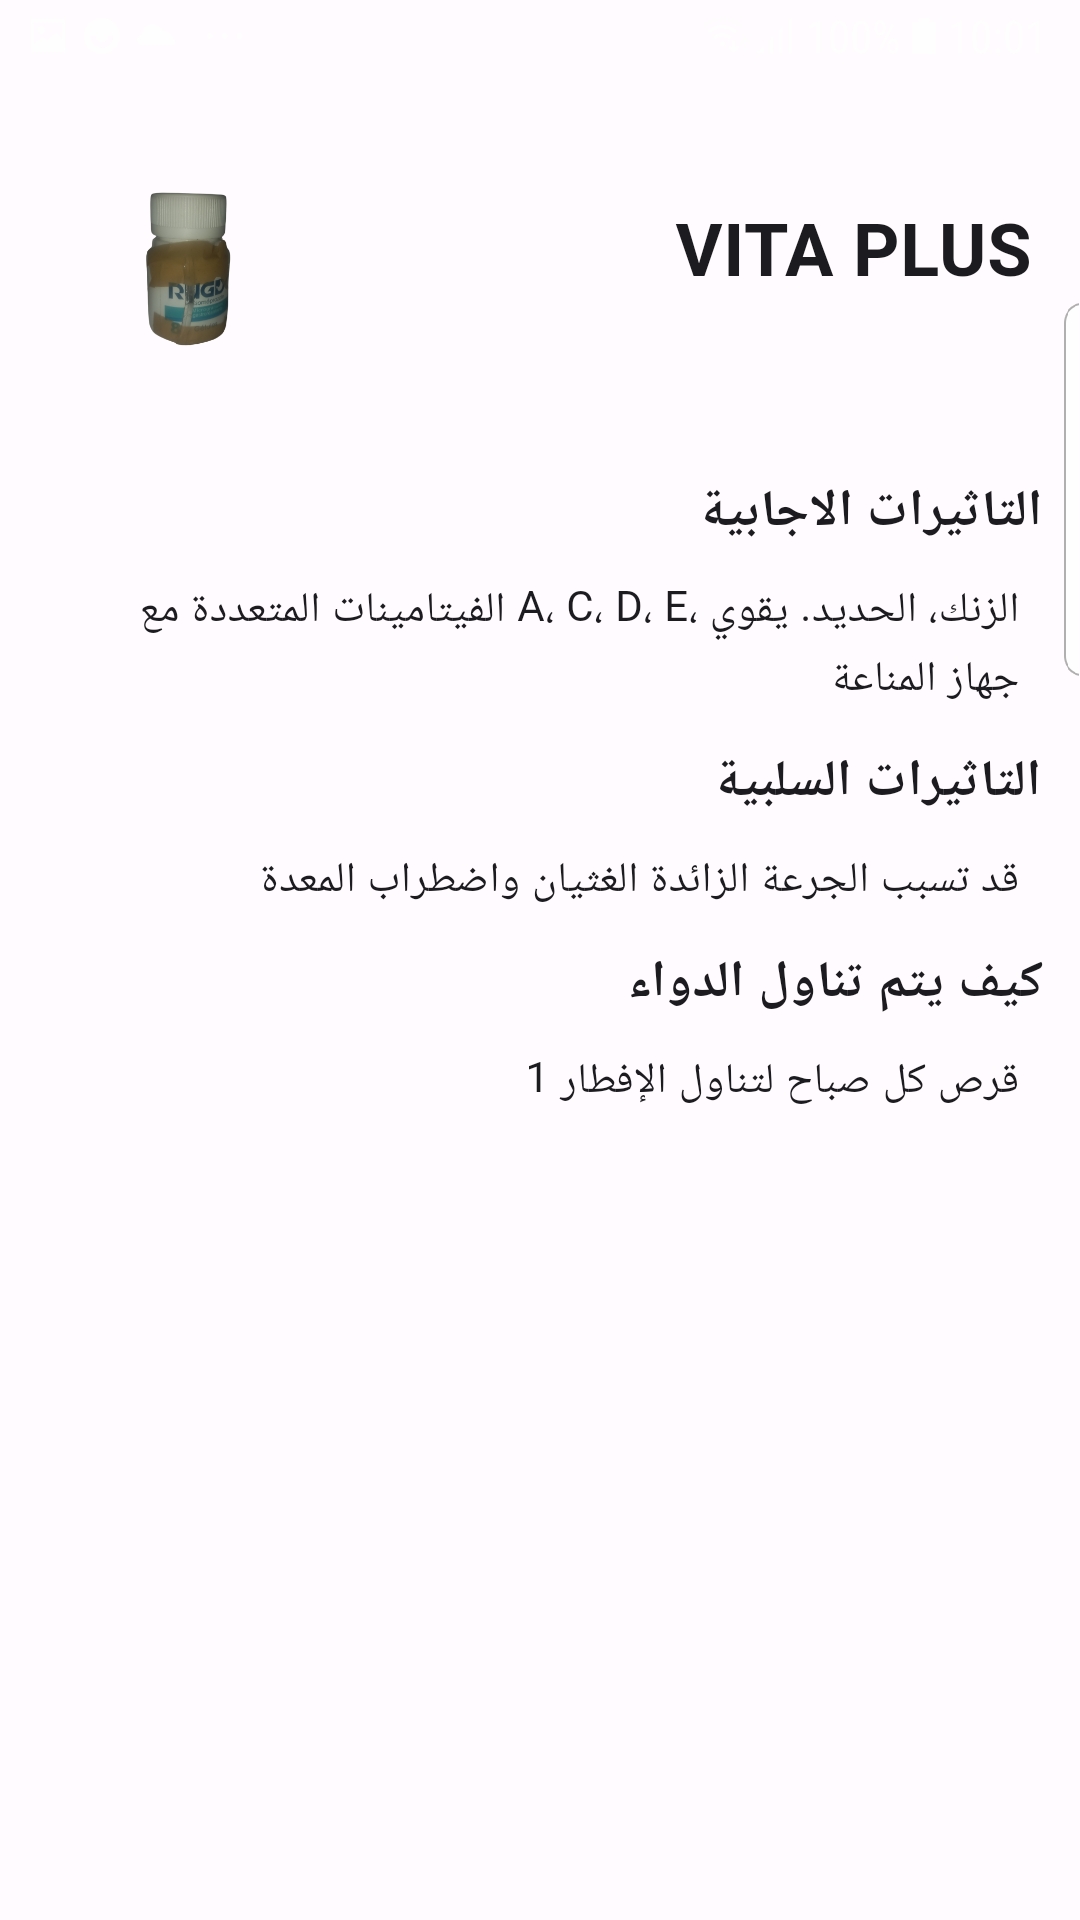 VITA PLUS
التاثيرات الاجابية
الزنك، الحديد. يقوي ،A، C، D، E الفيتامينات المتعددة مع
جهاز المناعة
التاثيرات السلبية
قد تسبب الجرعة الزائدة الغثيان واضطراب المعدة
كيف يتم تناول الدواء
قرص كل صباح لتناول الإفطار 1